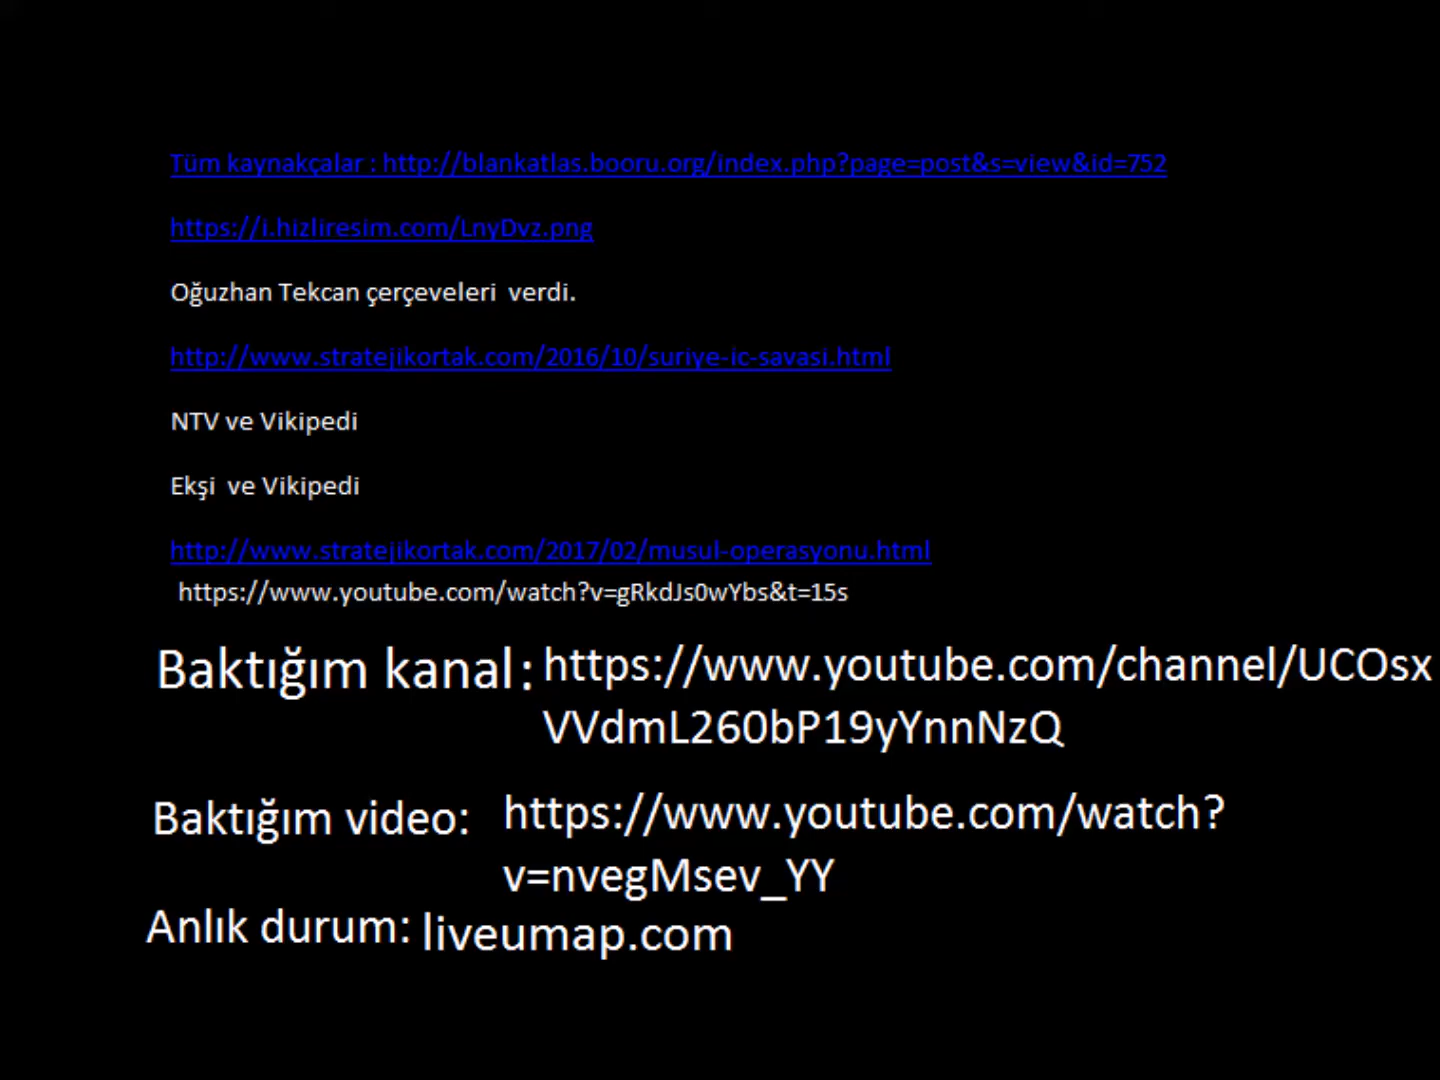 Tüm kaynakçalar : http://blankatlas.booru.org/index.php?page=post&s=view&id=752
https://i.hizliresim.com/LnyDvz.png
Oğuzhan Tekcan çerçeveleri  verdi.
http://www.stratejikortak.com/2016/10/suriye-ic-savasi.html
NTV ve Vikipedi
Ekşi  ve Vikipedi
http://www.stratejikortak.com/2017/02/musul-operasyonu.html
https://www.youtube.com/watch?v=gRkdJs0wYbs&t=15s
Baktığım kanal: https://www.youtube.com/channel/UCOsx
VVdmL260bP19yYnnNzQ
Baktığım video: https://www.youtube.com/watch?
v=nvegMsev_YY
Anlık durum: liveumap.com